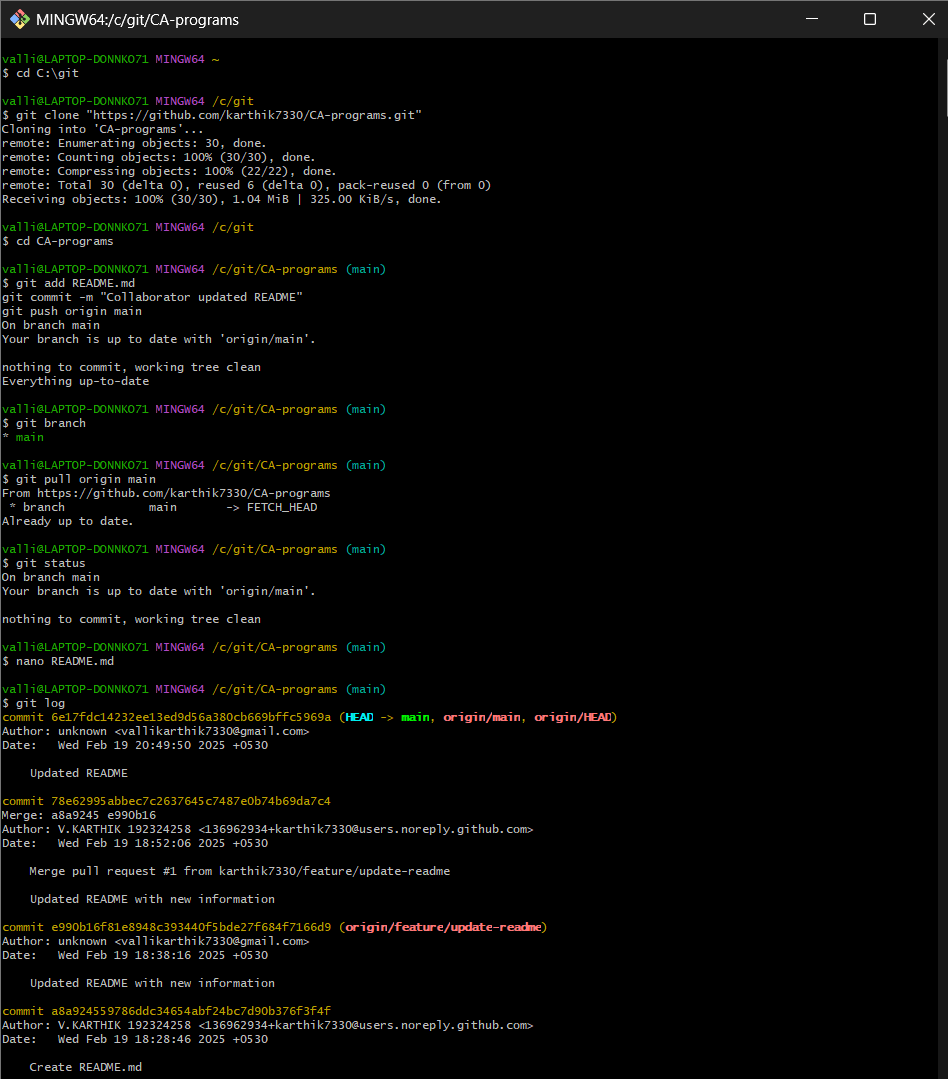 MINGW64:/c/git/CA-programs
valli@LAPTOP-DONNKO71 MINGW64 ~
$ cd C:\git
valli@LAPTOP-DONNKO71 MINGW64 /c/git
$ git clone "https://github.com/karthik7330/CA-programs.git"
Cloning into 'CA-programs'...
remote: Enumerating objects: 30, done.
remote: Counting objects: 100% (30/30), done.
remote: Compressing objects: 100% (22/22), done.
remote: Total 30 (delta 0), reused 6 (delta 0), pack-reused 0 (from 0)
Receiving objects: 100% (30/30), 1.04 MiB | 325.00 KiB/s, done.
valli@LAPTOP-DONNKO71 MINGW64 /c/git
$ cd CA-programs
valli@LAPTOP-DONNKO71 MINGW64 /c/git/CA-programs (main)
$ git add README.md
git commit -m "Collaborator updated README"
git push origin main
On branch main
Your branch is up to date with 'origin/main'.
nothing to commit, working tree clean
Everything up-to-date
valli@LAPTOP-DONNKO71 MINGW64 /c/git/CA-programs (main)
$ git branch
* main
valli@LAPTOP-DONNKO71 MINGW64 /c/git/CA-programs (main)
$ git pull origin main
From https://github.com/karthik7330/CA-programs
 * branch            main       -> FETCH_HEAD
Already up to date.
valli@LAPTOP-DONNKO71 MINGW64 /c/git/CA-programs (main)
$ git status
On branch main
Your branch is up to date with 'origin/main'.
nothing to commit, working tree clean
valli@LAPTOP-DONNKO71 MINGW64 /c/git/CA-programs (main)
$ nano README.md
valli@LAPTOP-DONNKO71 MINGW64 /c/git/CA-programs (main)
$ git log
commit 6e17fdc14232ee13ed9d56a380cb669bffc5969a (HEAD -> main, origin/main, origin/HEAD)
Author: unknown <vallikarthik7330@gmail.com>
Date:   Wed Feb 19 20:49:50 2025 +0530
    Updated README
commit 78e62995abbec7c2637645c7487e0b74b69da7c4
Merge: a8a9245 e990b16
Author: V.KARTHIK 192324258 <136962934+karthik7330@users.noreply.github.com>
Date:   Wed Feb 19 18:52:06 2025 +0530
    Merge pull request #1 from karthik7330/feature/update-readme
    Updated README with new information
commit e990b16f81e8948c393440f5bde27f684f7166d9 (origin/feature/update-readme)
Author: unknown <vallikarthik7330@gmail.com>
Date:   Wed Feb 19 18:38:16 2025 +0530
    Updated README with new information
commit a8a924559786ddc34654abf24bc7d90b376f3f4f
Author: V.KARTHIK 192324258 <136962934+karthik7330@users.noreply.github.com>
Date:   Wed Feb 19 18:28:46 2025 +0530
    Create README.md